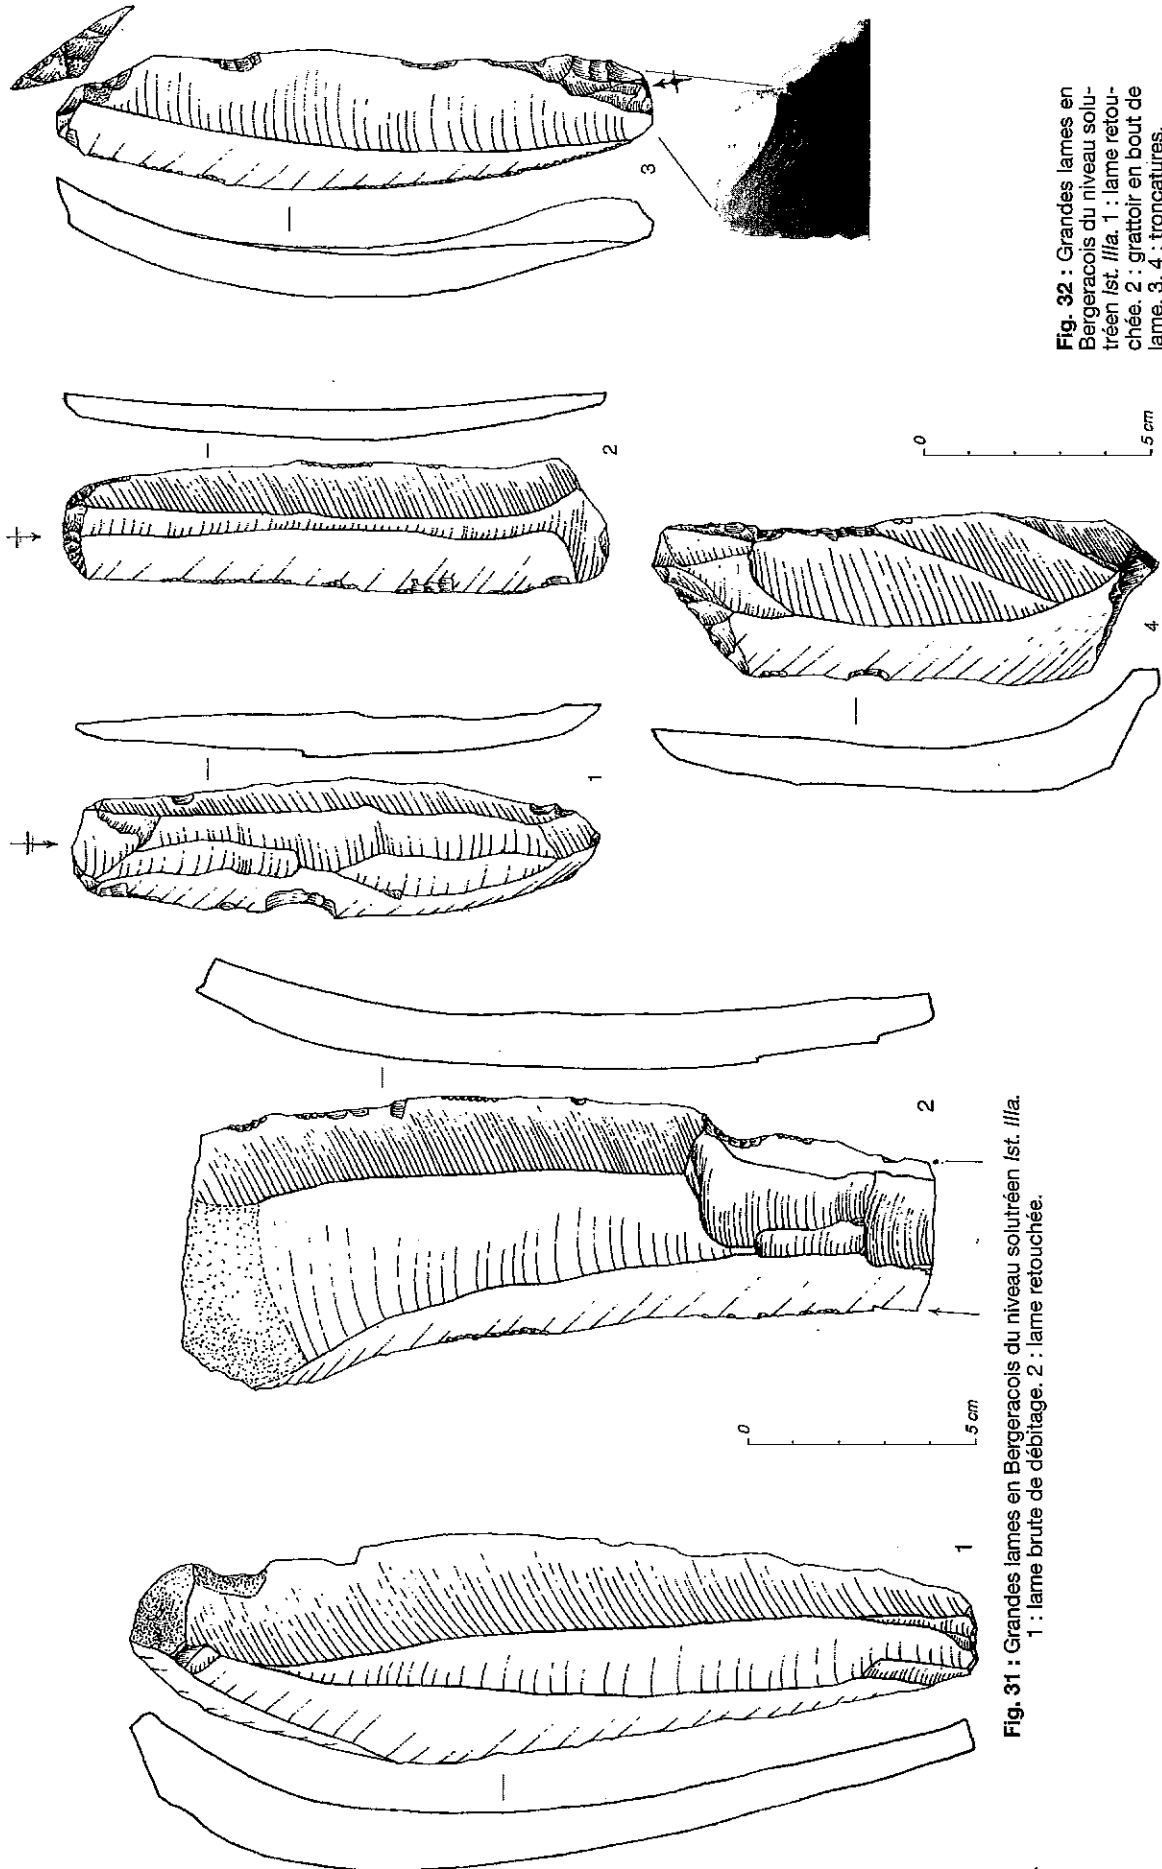 1
0
5 cm
2
Fig. 31 : Grandes lames en Bergeracois du niveau solutréen Ist. IIIa.
1 : lame brute de débitage. 2 : lame retouchée.
1
2
3
4
0
5 cm
Fig. 32 : Grandes lames en
Bergeracois du niveau solu-
tréen Ist. IIIa. 1 : lame retou-
chée. 2 : grattoir en bout de
lame. 3, 4 : troncatures.